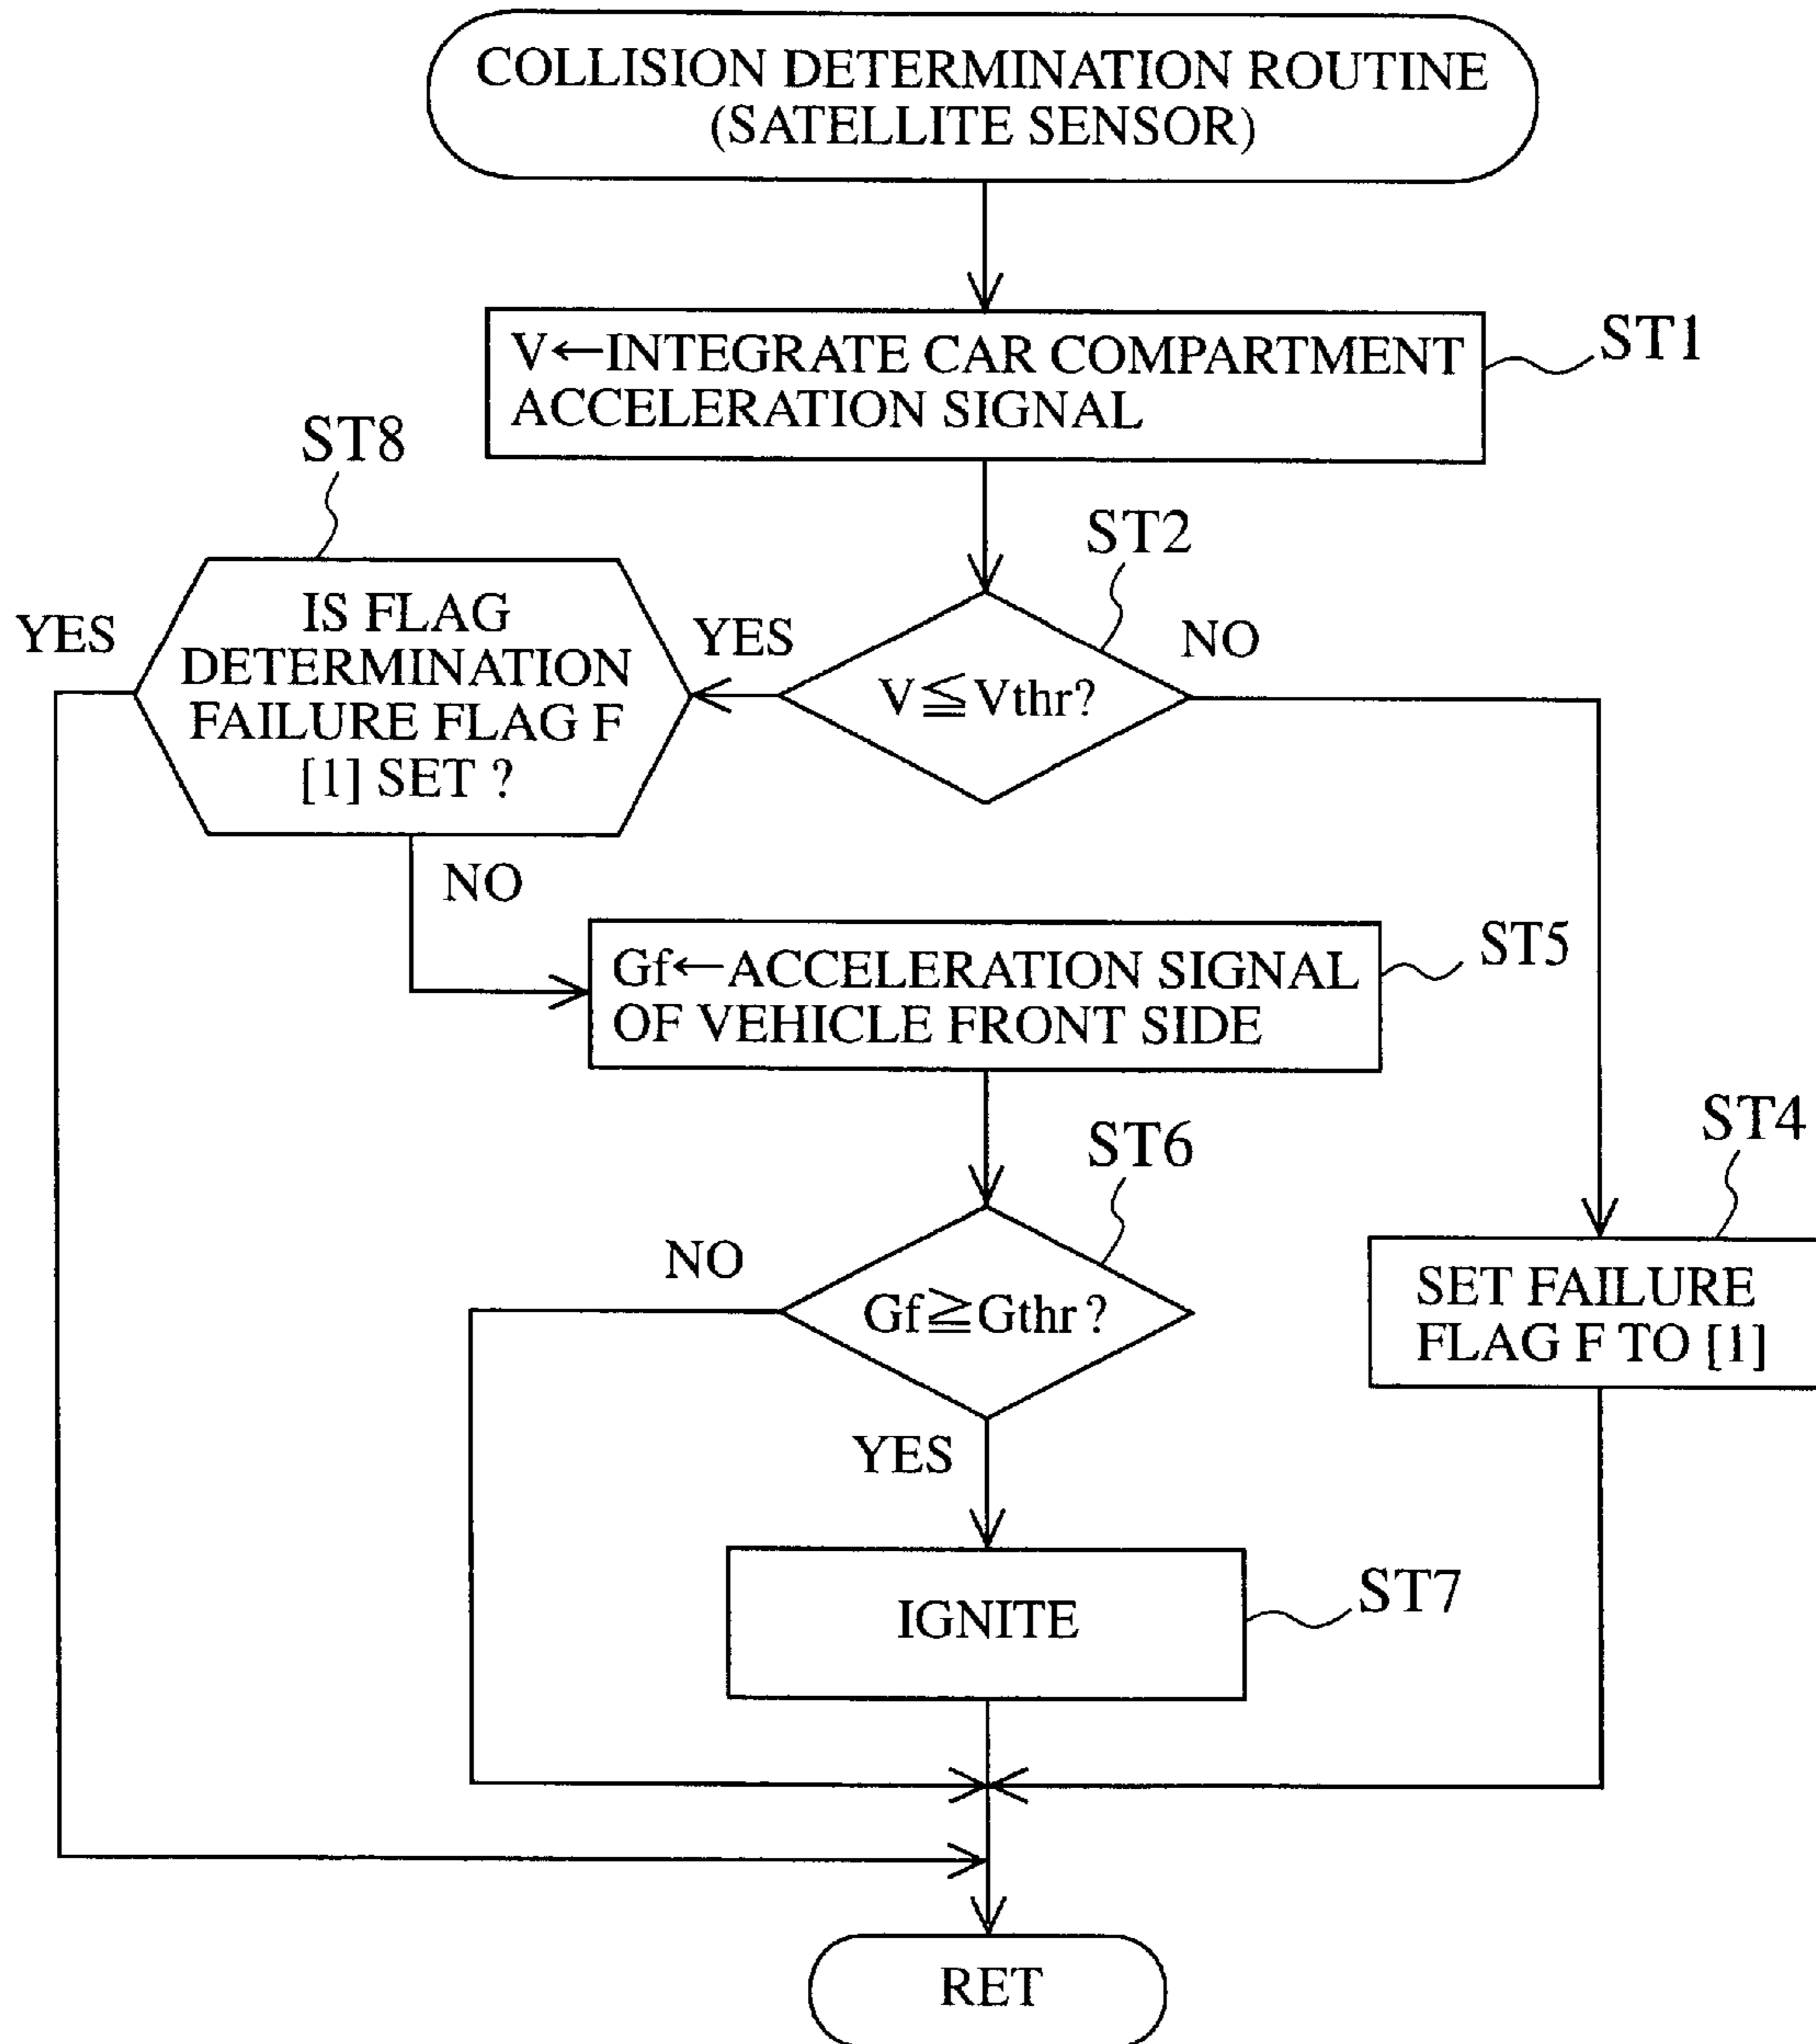 COLLISION DETERMINATION ROUTINE
(SATELLITE SENSOR)
V←INTEGRATE CAR COMPARTMENT
ACCELERATION SIGNAL
ST1
ST8
ST2
IS FLAG
DETERMINATION
FAILURE FLAG F
[1] SET ?
YES
YES
NO
V≦Vthr?
NO
Gf←ACCELERATION SIGNAL
OF VEHICLE FRONT SIDE
ST5
ST6
ST4
NO
Gf≧Gthr ?
SET FAILURE
FLAG F TO [1]
YES
IGNITE
ST7
RET